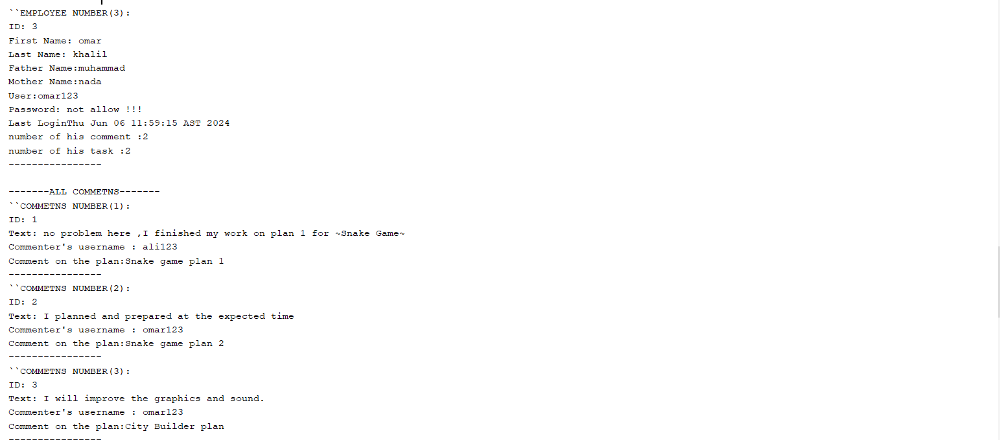 ``EMPLOYEE NUMBER(3):
ID: 3
First Name: omar
Last Name: khalil
Father Name:muhammad
Mother Name:nada
User:omar123
Password: not allow !!!
Last LoginThu Jun 06 11:59:15 AST 2024
number of his comment :2
number of his task :2
----------------
-------ALL COMMETNS-------
``COMMETNS NUMBER(1):
ID: 1
Text: no problem here ,I finished my work on plan 1 for ~Snake Game~
Commenter's username : ali123
Comment on the plan:Snake game plan 1
----------------
``COMMETNS NUMBER(2):
ID: 2
Text: I planned and prepared at the expected time
Commenter's username : omar123
Comment on the plan:Snake game plan 2
----------------
``COMMETNS NUMBER(3):
ID: 3
Text: I will improve the graphics and sound.
Commenter's username : omar123
Comment on the plan:City Builder plan
----------------